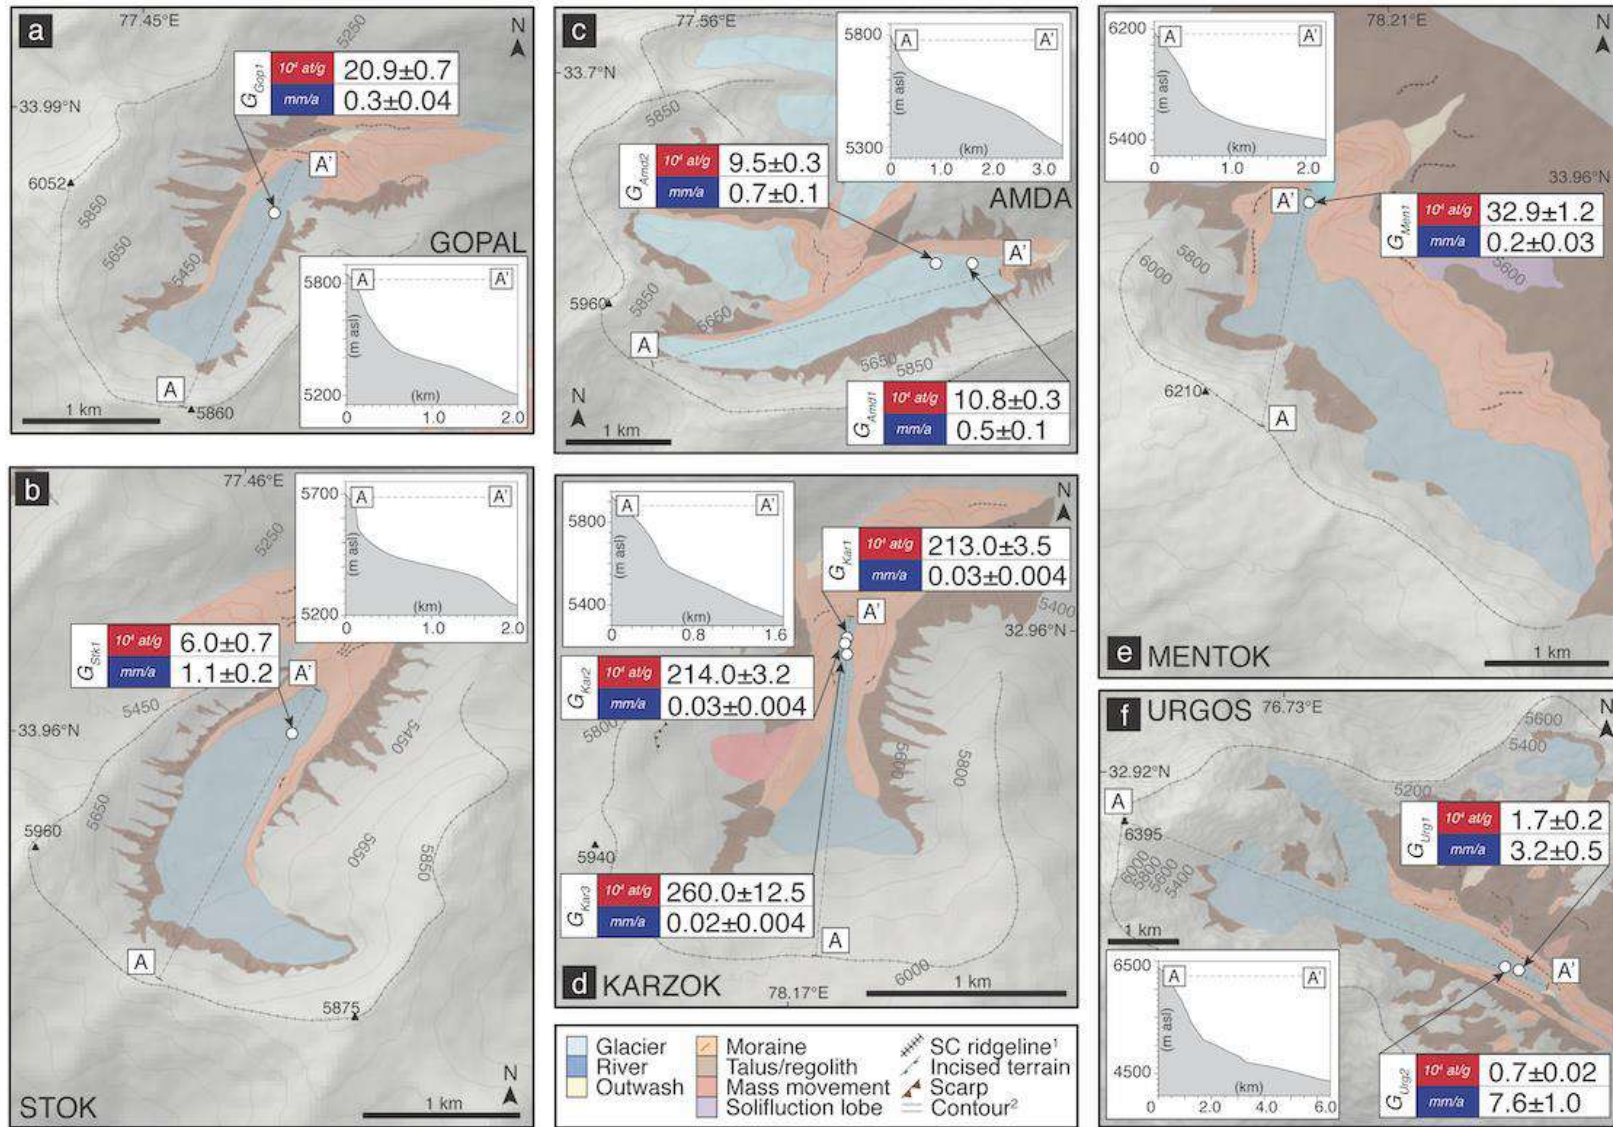 a
77.45°E
5250
N
G Gop1
10⁴ at/g
20.9±0.7
mm/a
0.3±0.04
33.99°N
A'
6052
5850
5650
5450
GOPAL
A
5860
1 km
5800
A
A'
(m asl)
5200
(km)
0
1.0
2.0
b
77.46°E
5250
5700
A
A'
(m asl)
5200
(km)
0
1.0
2.0
G Stk1
10⁴ at/g
6.0±0.7
mm/a
1.1±0.2
A'
5450
33.96°N
5450
5650
5960
5650
5850
A
5875
N
STOK
1 km
c
77.56°E
33.7°N
5850
5800
A
A'
(m asl)
5300
(km)
0
1.0
2.0
3.0
G Amd2
10⁴ at/g
9.5±0.3
mm/a
0.7±0.1
AMDA
A'
5960
5850
5650
A
5650
5850
N
1 km
G Amd1
10⁴ at/g
10.8±0.3
mm/a
0.5±0.1
5800
A
A'
(m asl)
5400
(km)
0
0.8
1.6
N
G Kar1
10⁴ at/g
213.0±3.5
mm/a
0.03±0.004
A'
5400
32.96°N
G Kar2
10⁴ at/g
214.0±3.2
mm/a
0.03±0.004
5800
5600
5800
5940
G Kar3
10⁴ at/g
260.0±12.5
mm/a
0.02±0.004
A
6000
d
KARZOK
78.17°E
1 km
Glacier
River
Outwash
Moraine
Talus/regolith
Mass movement
Solifluction lobe
SC ridgeline¹
Incised terrain
Scarp
Contour²
6200
A
A'
(m asl)
5400
(km)
0
1.0
2.0
78.21°E
N
33.96°N
A'
G Men1
10⁴ at/g
32.9±1.2
mm/a
0.2±0.03
5800
6000
5600
6210
A
e
MENTOK
1 km
f
URGOS
76.73°E
5600
5400
N
32.92°N
5200
A
6395
6000
5800
5600
5400
G Urg1
10⁴ at/g
1.7±0.2
mm/a
3.2±0.5
1 km
6500
A
A'
(m asl)
4500
(km)
0
2.0
4.0
6.0
A'
G Urg2
10⁴ at/g
0.7±0.02
mm/a
7.6±1.0